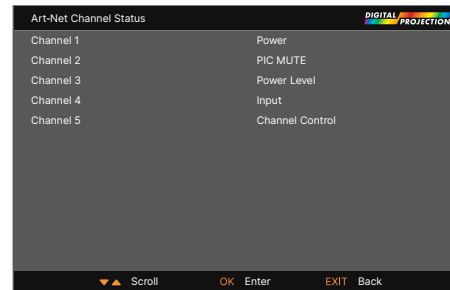 Art-Net Channel Status
DIGITAL PROJECTION
Channel 1 Power
Channel 2 PIC MUTE
Channel 3 Power Level
Channel 4 Input
Channel 5 Channel Control
Scroll OK Enter EXIT Back